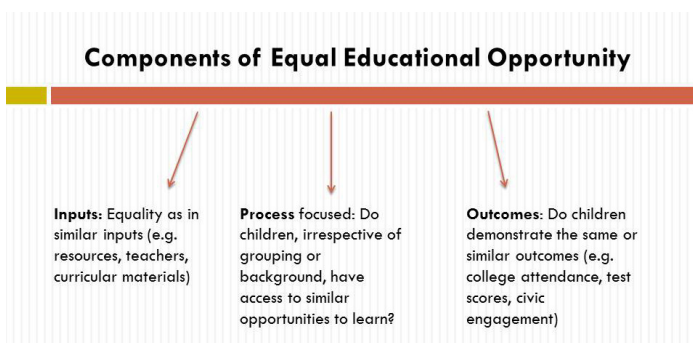 Components of Equal Educational Opportunity
Inputs: Equality as in
similar inputs (e.g.
resources, teachers,
curricular materials)
Process focused: Do
children, irrespective of
grouping or
background, have
access to similar
opportunities to learn?
Outcomes: Do children
demonstrate the same or
similar outcomes (e.g.
college attendance, test
scores, civic
engagement)